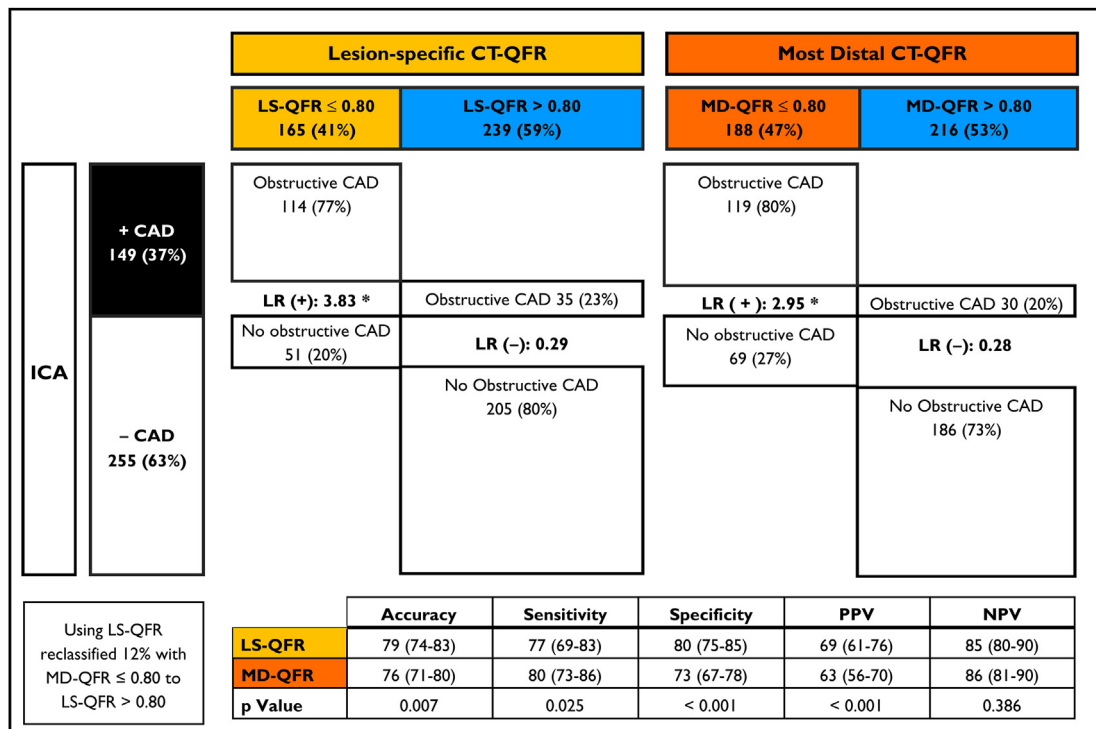 Lesion-specific CT-QFR
Most Distal CT-QFR
LS-QFR ≤ 0.80
165 (41%)
LS-QFR > 0.80
239 (59%)
MD-QFR ≤ 0.80
188 (47%)
MD-QFR > 0.80
216 (53%)
ICA
+ CAD
149 (37%)
– CAD
255 (63%)
Obstructive CAD
114 (77%)
LR (+): 3.83 *
Obstructive CAD 35 (23%)
No obstructive CAD
51 (20%)
LR (–): 0.29
No Obstructive CAD
205 (80%)
Obstructive CAD
119 (80%)
LR ( + ): 2.95 *
Obstructive CAD 30 (20%)
No obstructive CAD
69 (27%)
LR (–): 0.28
No Obstructive CAD
186 (73%)
Using LS-QFR
reclassified 12% with
MD-QFR ≤ 0.80 to
LS-QFR > 0.80
Accuracy Sensitivity Specificity PPV NPV
LS-QFR 79 (74-83) 77 (69-83) 80 (75-85) 69 (61-76) 85 (80-90)
MD-QFR 76 (71-80) 80 (73-86) 73 (67-78) 63 (56-70) 86 (81-90)
p Value 0.007 0.025 < 0.001 < 0.001 0.386